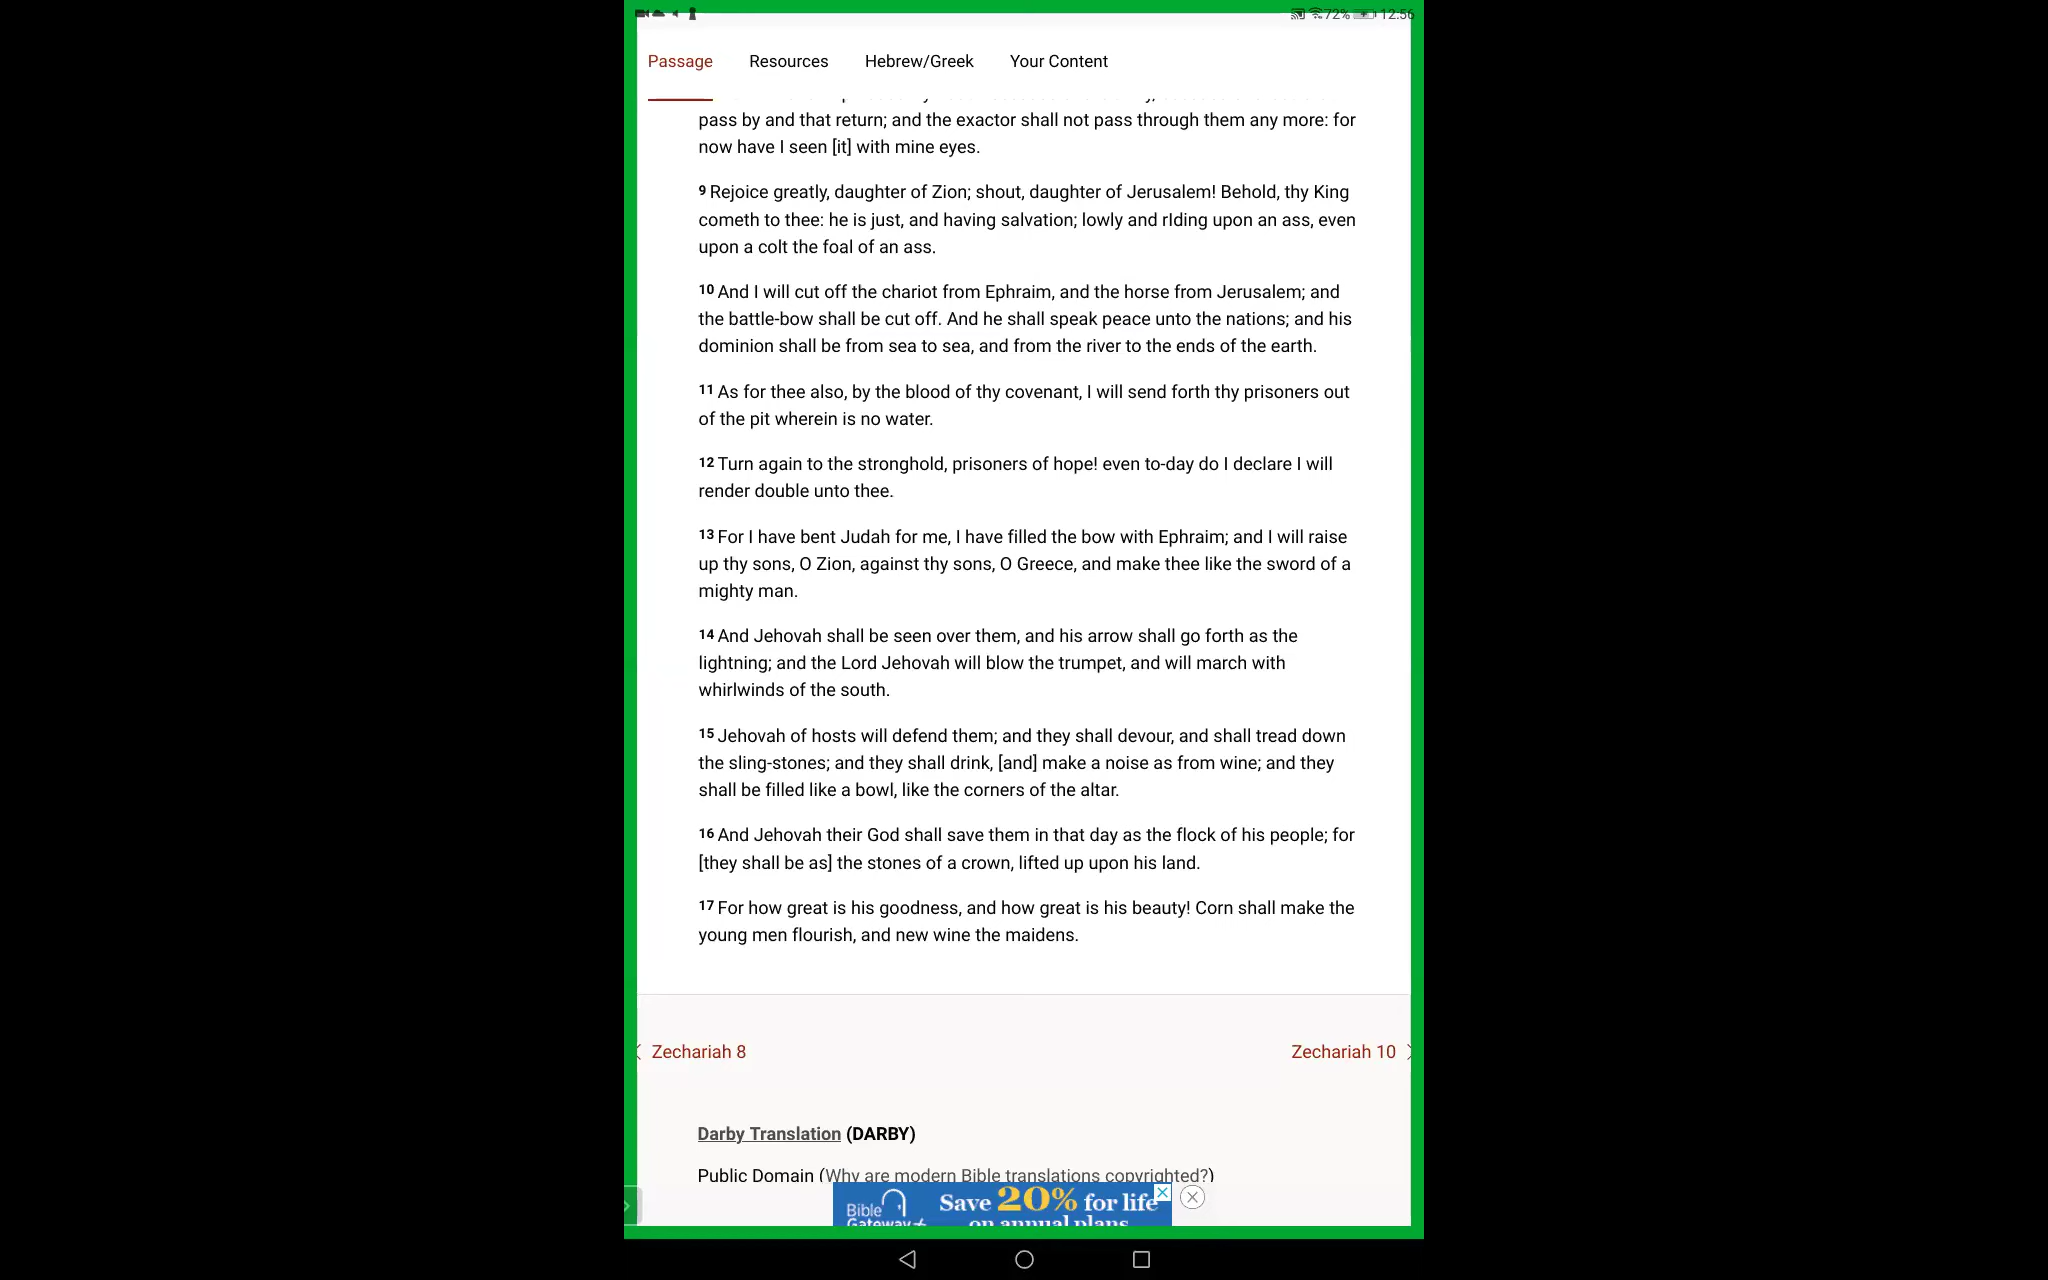 72% 12:56
Passage Resources Hebrew/Greek Your Content
pass by and that return; and the exactor shall not pass through them any more: for
now have I seen [it] with mine eyes.
9 Rejoice greatly, daughter of Zion; shout, daughter of Jerusalem! Behold, thy King
cometh to thee: he is just, and having salvation; lowly and rIding upon an ass, even
upon a colt the foal of an ass.
10 And I will cut off the chariot from Ephraim, and the horse from Jerusalem; and
the battle-bow shall be cut off. And he shall speak peace unto the nations; and his
dominion shall be from sea to sea, and from the river to the ends of the earth.
11 As for thee also, by the blood of thy covenant, I will send forth thy prisoners out
of the pit wherein is no water.
12 Turn again to the stronghold, prisoners of hope! even to-day do I declare I will
render double unto thee.
13 For I have bent Judah for me, I have filled the bow with Ephraim; and I will raise
up thy sons, O Zion, against thy sons, O Greece, and make thee like the sword of a
mighty man.
14 And Jehovah shall be seen over them, and his arrow shall go forth as the
lightning; and the Lord Jehovah will blow the trumpet, and will march with
whirlwinds of the south.
15 Jehovah of hosts will defend them; and they shall devour, and shall tread down
the sling-stones; and they shall drink, [and] make a noise as from wine; and they
shall be filled like a bowl, like the corners of the altar.
16 And Jehovah their God shall save them in that day as the flock of his people; for
[they shall be as] the stones of a crown, lifted up upon his land.
17 For how great is his goodness, and how great is his beauty! Corn shall make the
young men flourish, and new wine the maidens.
Zechariah 8 Zechariah 10
Darby Translation (DARBY)
Public Domain (Why are modern Bible translations copyrighted?)
Bible Save 20% for life
Gateway+ on annual plans